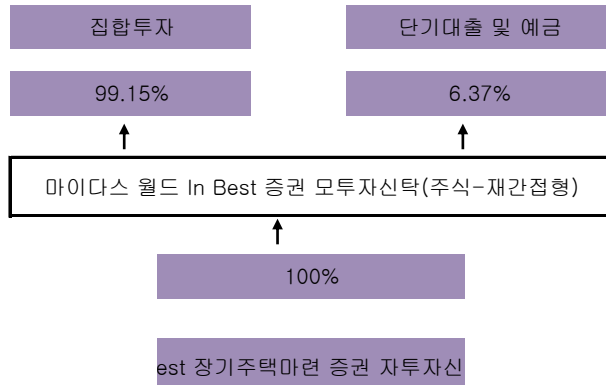 집합투자
단기대출 및 예금
99.15%
6.37%
마이다스 월드 In Best 증권 모투자신탁(주식-재간접형)
100%
est 장기주택마련 증권 자투자신